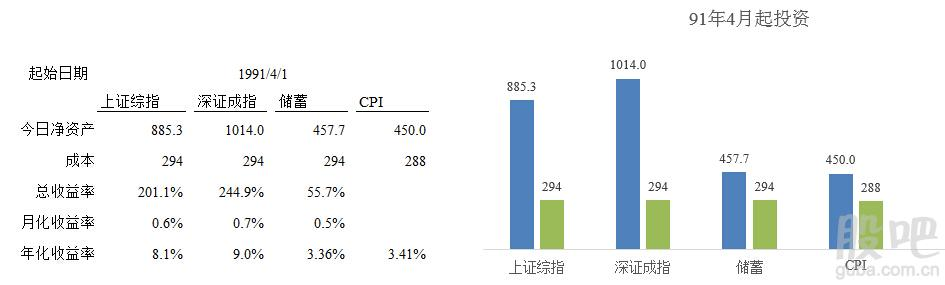 起始日期 1991/4/1
上证综指 深证成指 储蓄 CPI
今日净资产 885.3 1014.0 457.7 450.0
成本 294 294 294 288
总收益率 201.1% 244.9% 55.7%
月化收益率 0.6% 0.7% 0.5%
年化收益率 8.1% 9.0% 3.36% 3.41%
91年4月起投资
885.3 294 1014.0 294 457.7 294 450.0 288
上证综指 深证成指 储蓄 CPI
股吧
guba.com.cn